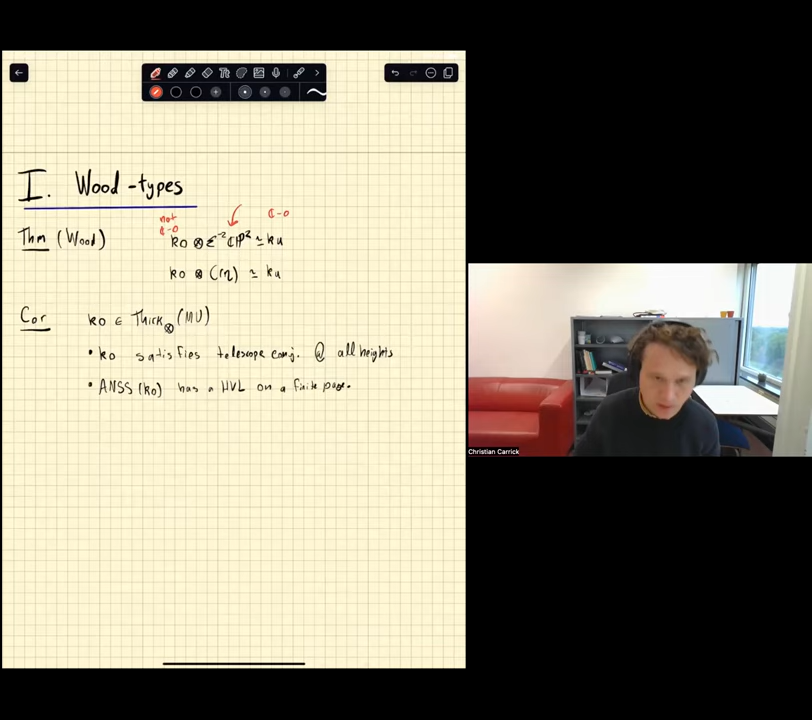 I. Wood-types
not ℂ-o
ℂ-o
Thm (Wood) ko ⊗ Σ⁻²ℂP² ≃ ku
ko ⊗ C(η) ≃ ku
Cor ko ∈ Thick⊗(MU)
• ko satisfies telescope conj. @ all heights
• ANSS(ko) has a HVL on a finite page.
Christian Carrick